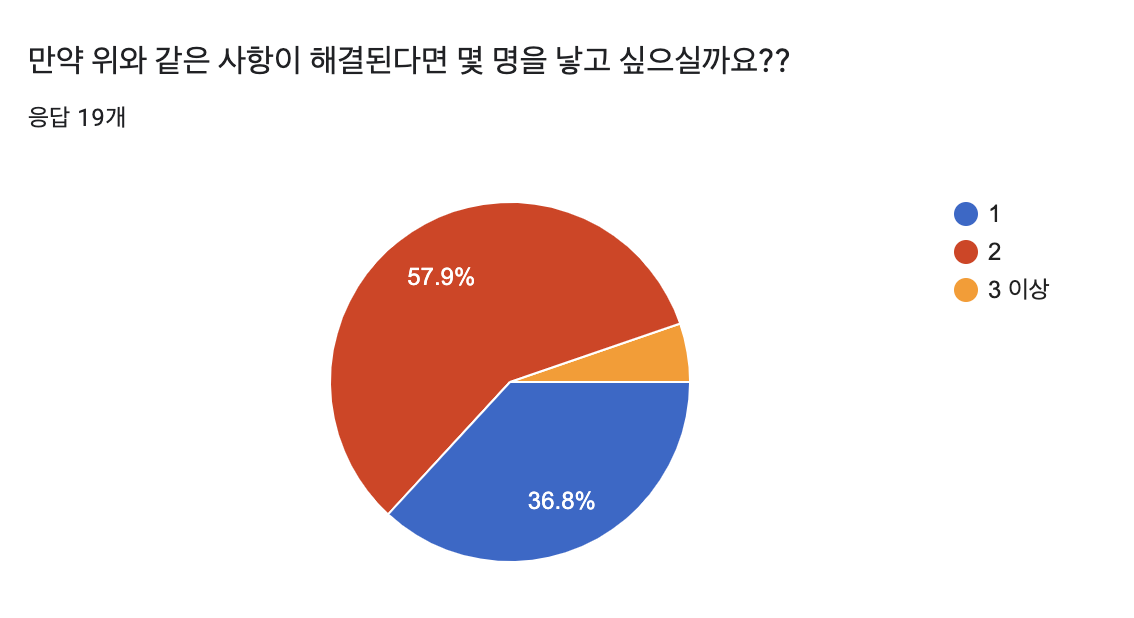 만약 위와 같은 사항이 해결된다면 몇 명을 낳고 싶으실까요??
응답 19개
1
2
3 이상
57.9%
36.8%